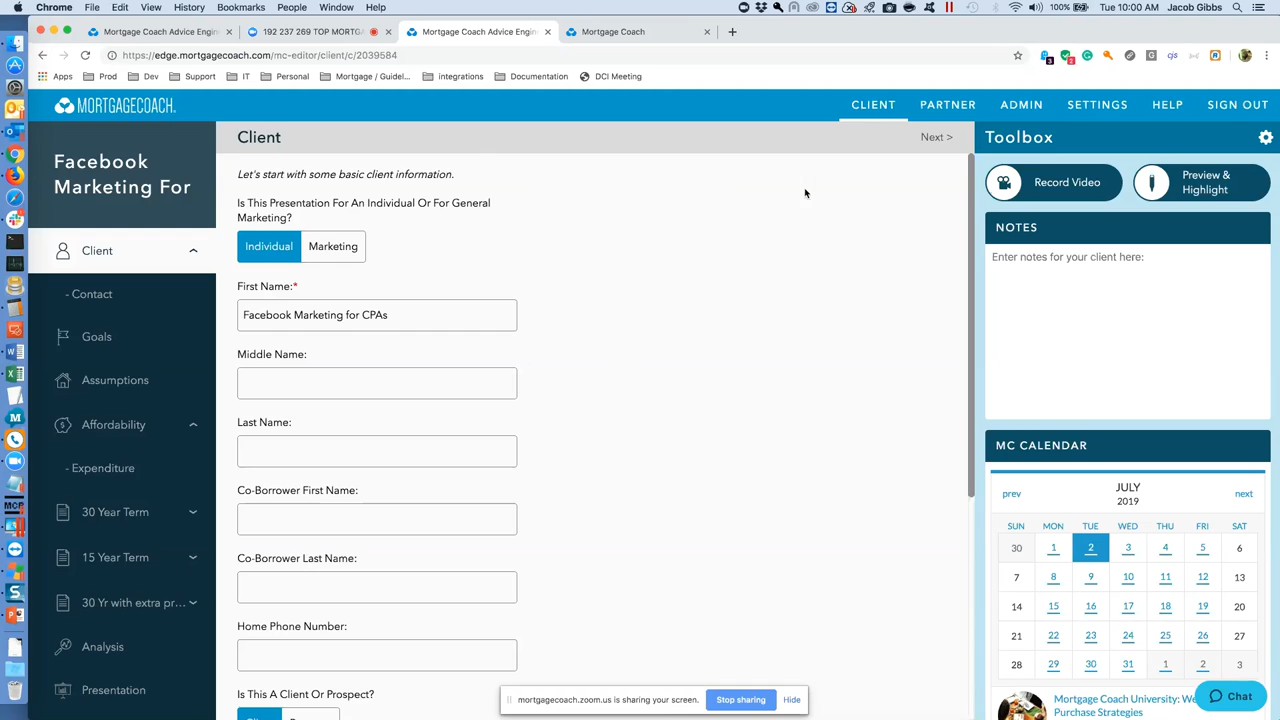 Chrome File Edit View History Bookmarks People Window Help 100% Tue 10:00 AM Jacob Gibbs
Mortgage Coach Advice Engin × 192 237 269 TOP MORTG × Mortgage Coach Advice Engin × Mortgage Coach × +
https://edge.mortgagecoach.com/mc-editor/client/c/2039584
Apps Prod Dev Support IT Personal Mortgage / Guidel... integrations Documentation DCI Meeting
MORTGAGECOACH. CLIENT PARTNER ADMIN SETTINGS HELP SIGN OUT
Facebook
Marketing For
Client
- Contact
Goals
Assumptions
Affordability
- Expenditure
30 Year Term
15 Year Term
30 Yr with extra pr...
Analysis
Presentation
Client Next >
Let's start with some basic client information.
Is This Presentation For An Individual Or For General
Marketing?
Individual Marketing
First Name:*
Facebook Marketing for CPAs
Middle Name:
Last Name:
Co-Borrower First Name:
Co-Borrower Last Name:
Home Phone Number:
Is This A Client Or Prospect?
mortgagecoach.zoom.us is sharing your screen. Stop sharing Hide
Toolbox
Record Video
Preview &
Highlight
NOTES
Enter notes for your client here:
MC CALENDAR
prev JULY next
2019
SUN MON TUE WED THU FRI SAT
30 1 2 3 4 5 6
7 8 9 10 11 12 13
14 15 16 17 18 19 20
21 22 23 24 25 26 27
28 29 30 31 1 2 3
Mortgage Coach University: We
Purchase Strategies
Chat